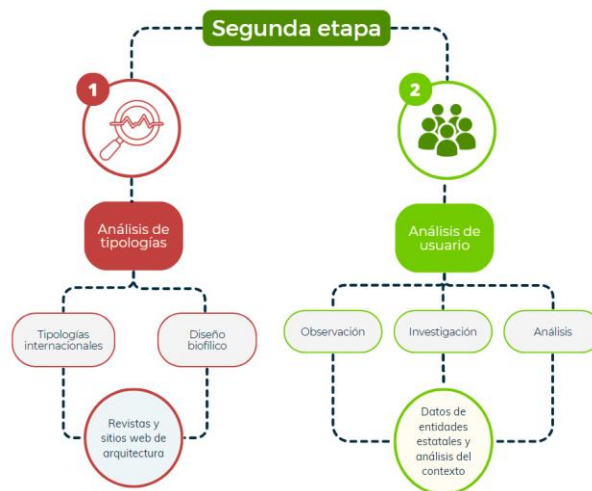 Segunda etapa
1
2
Análisis de
tipologías
Análisis de
usuario
Tipologías
internacionales
Diseño
biofílico
Observación
Investigación
Análisis
Revistas y
sitios web de
arquitectura
Datos de
entidades
estatales y
análisis del
contexto